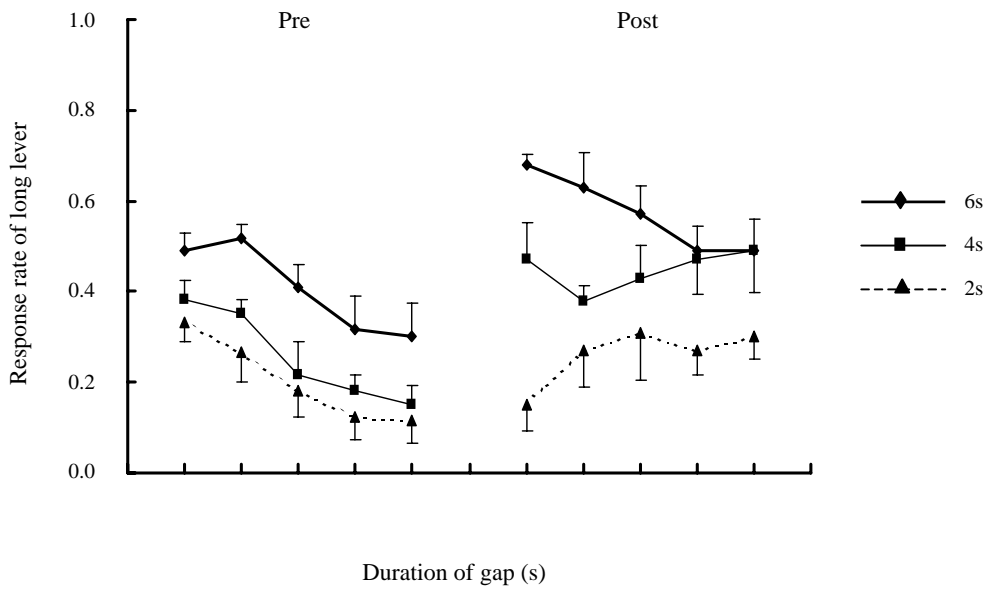 Pre
Post
1.0
0.8
0.6
0.4
0.2
0.0
Response rate of long lever
Duration of gap (s)
6s
4s
2s